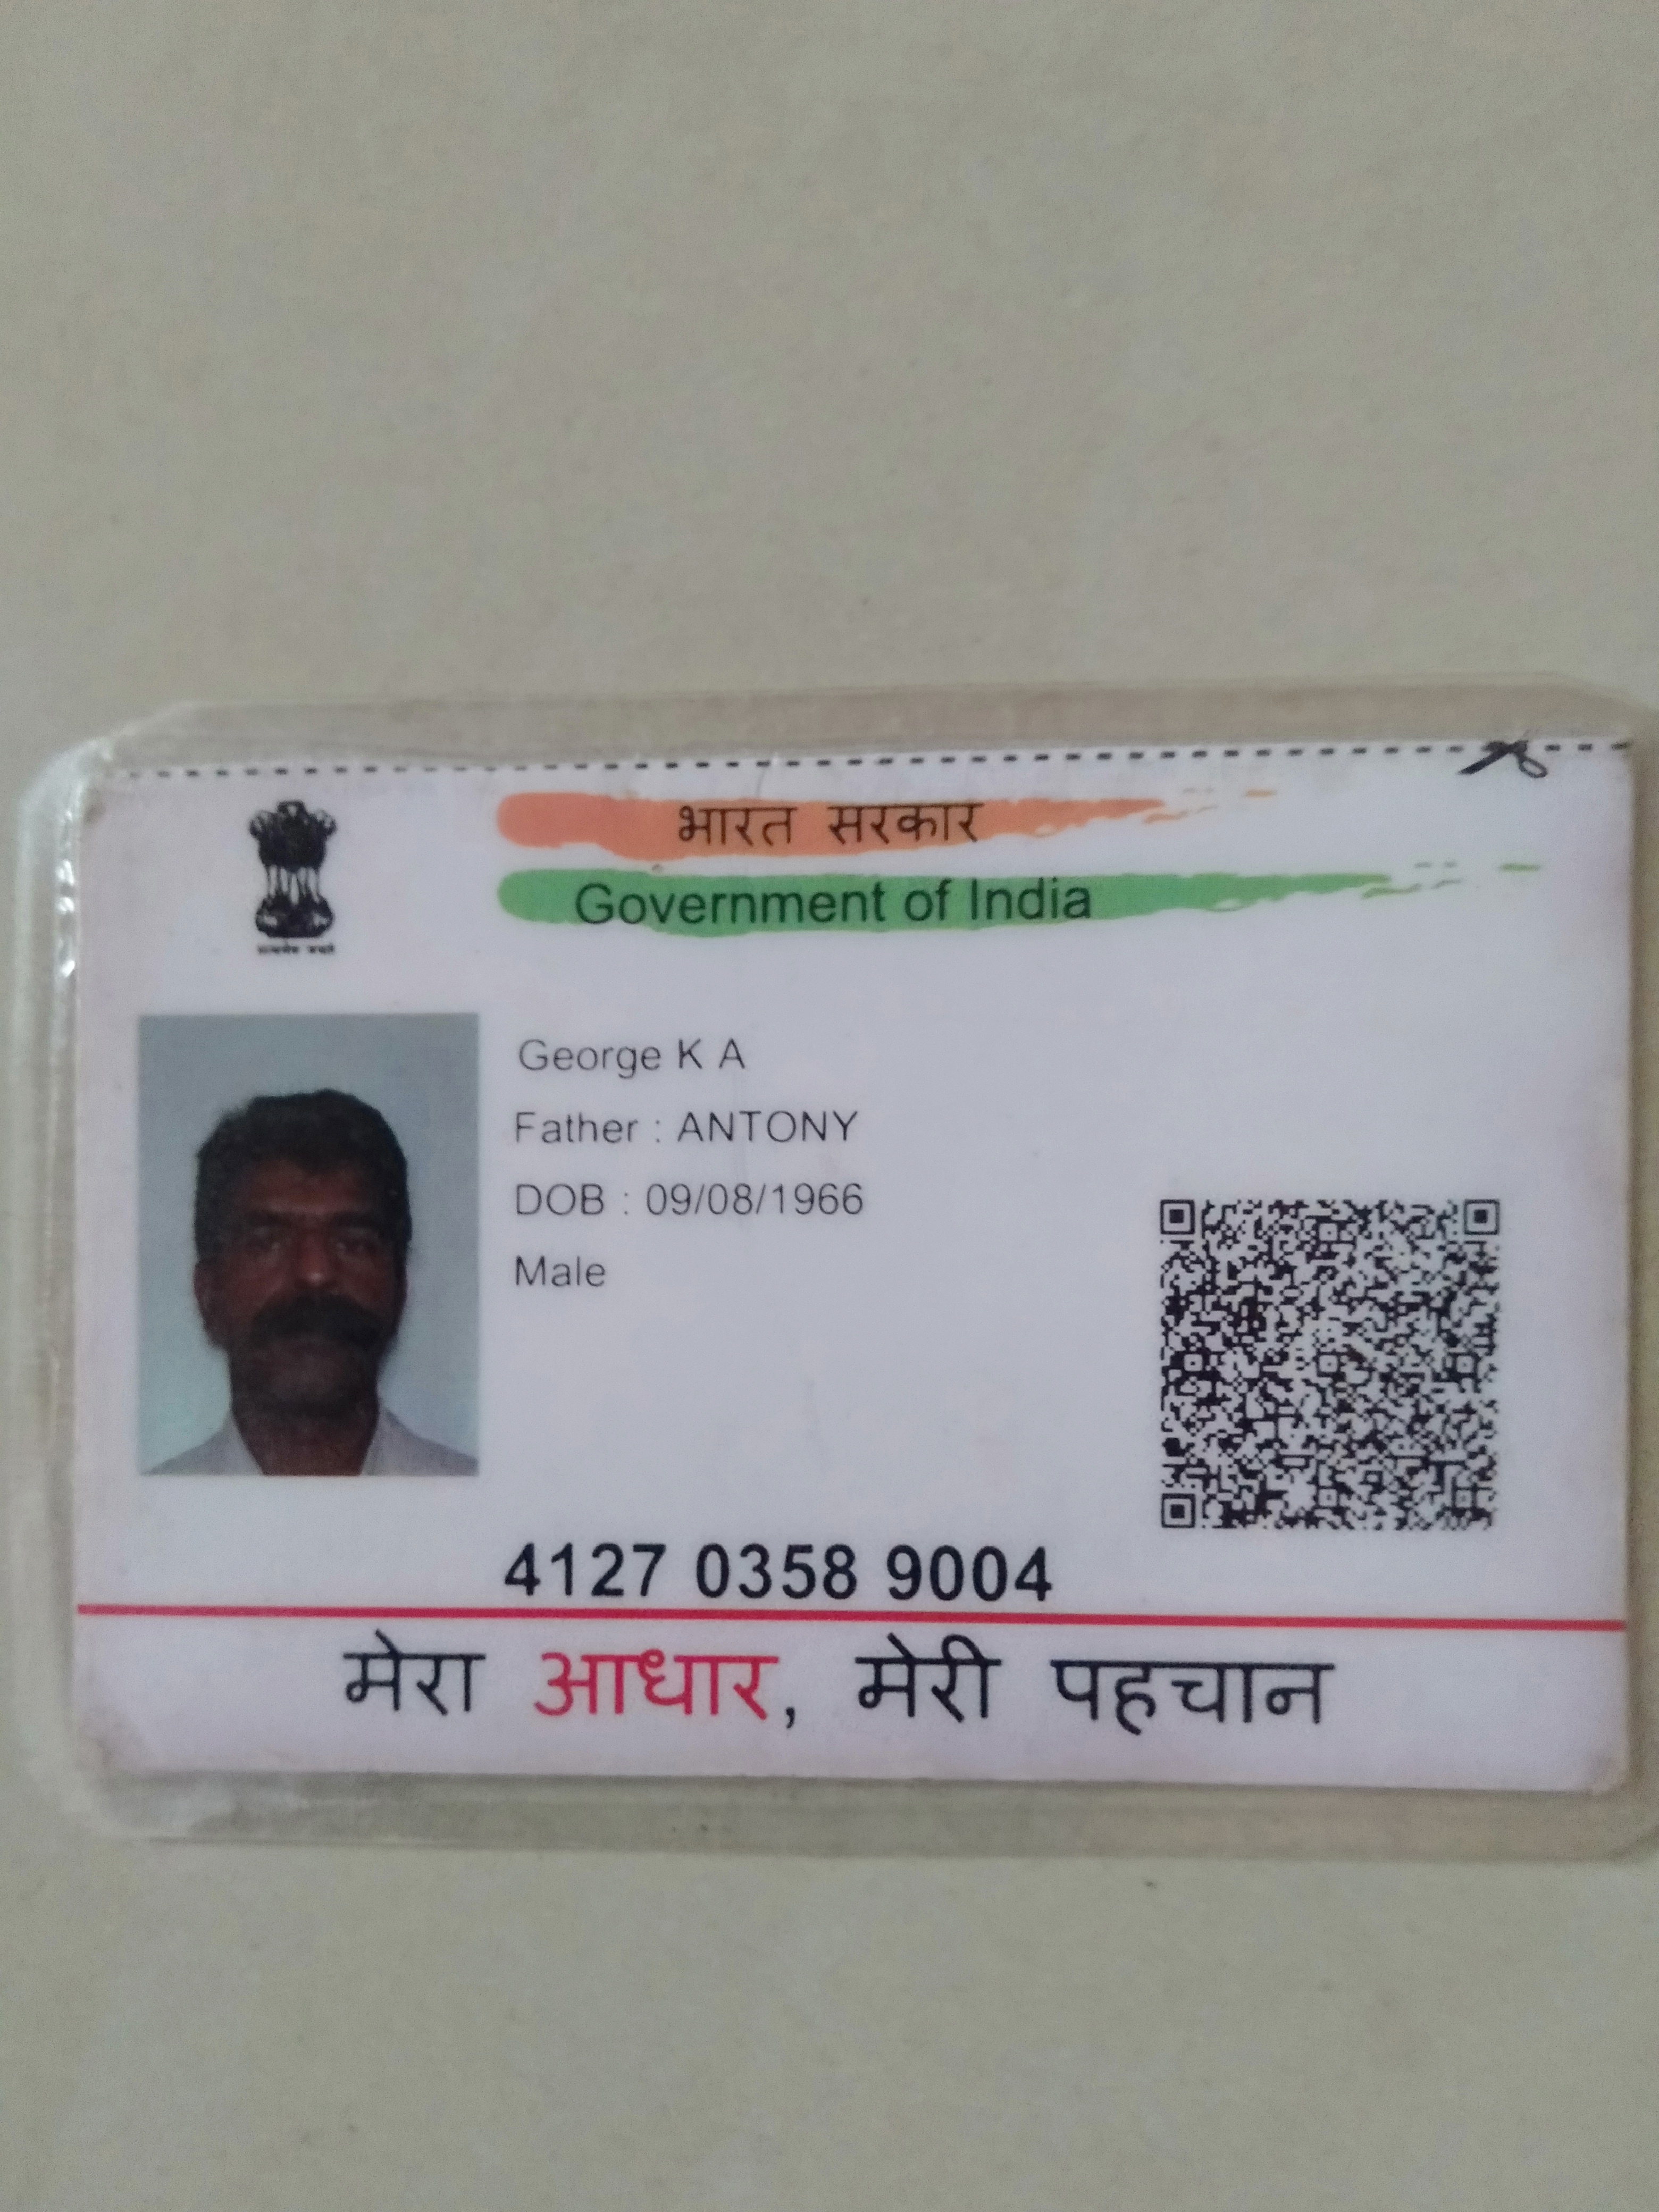 भारत सरकार
Government of India
George K A
Father : ANTONY
DOB : 09/08/1966
Male
4127 0358 9004
मेरा आधार, मेरी पहचान